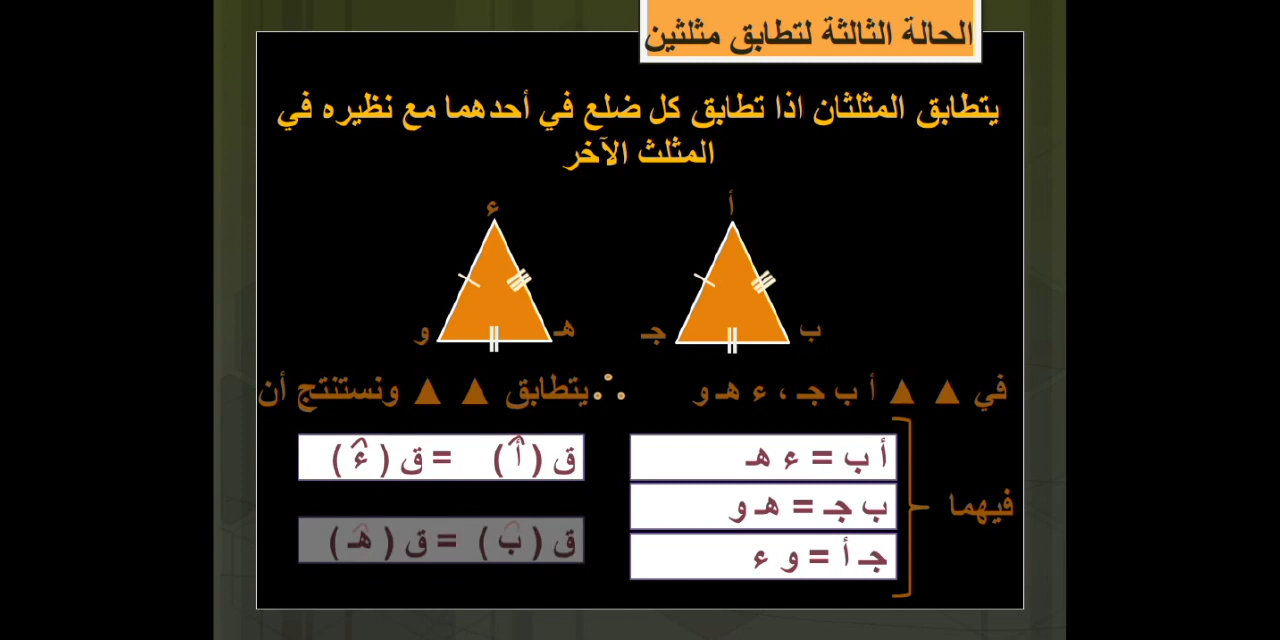 الحالة الثالثة لتطابق مثلثين
يتطابق المثلثان اذا تطابق كل ضلع في أحدهما مع نظيره في
المثلث الآخر
أ
ء
ب
جـ
هـ
و
في ▲ ▲ أ ب جـ ، ء هـ و
∴ يتطابق ▲ ▲ ونستنتج أن
فيهما
أ ب = ء هـ
ب جـ = هـ و
جـ أ = و ء
ق ( أ̂ ) = ق ( ء̂ )
ق ( ب̂ ) = ق ( هـ̂ )